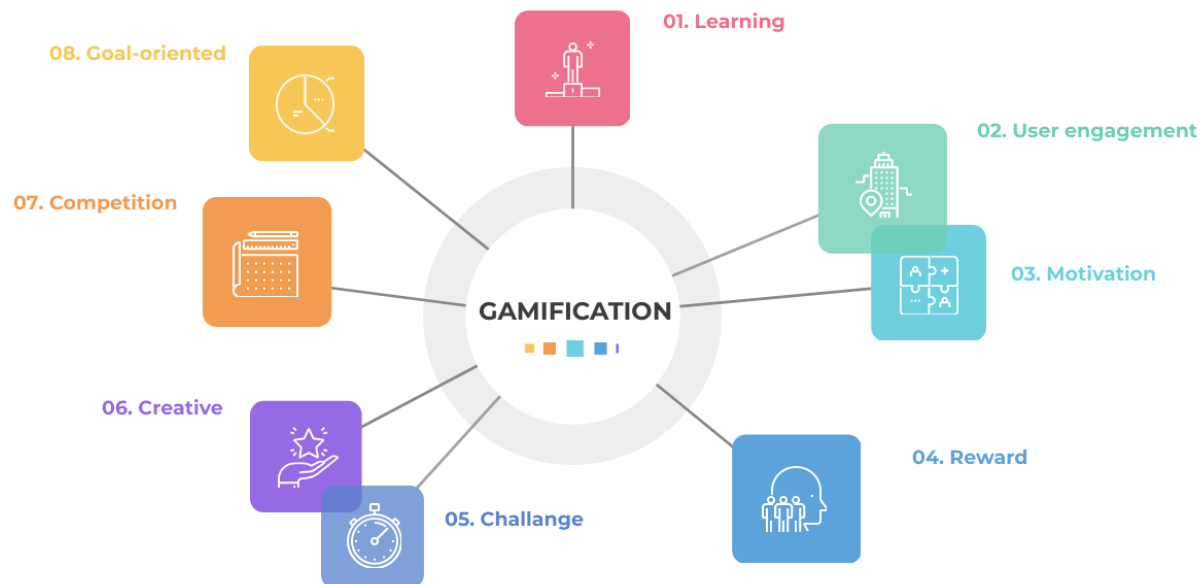 01. Learning
08. Goal-oriented
02. User engagement
07. Competition
03. Motivation
GAMIFICATION
06. Creative
04. Reward
05. Challange